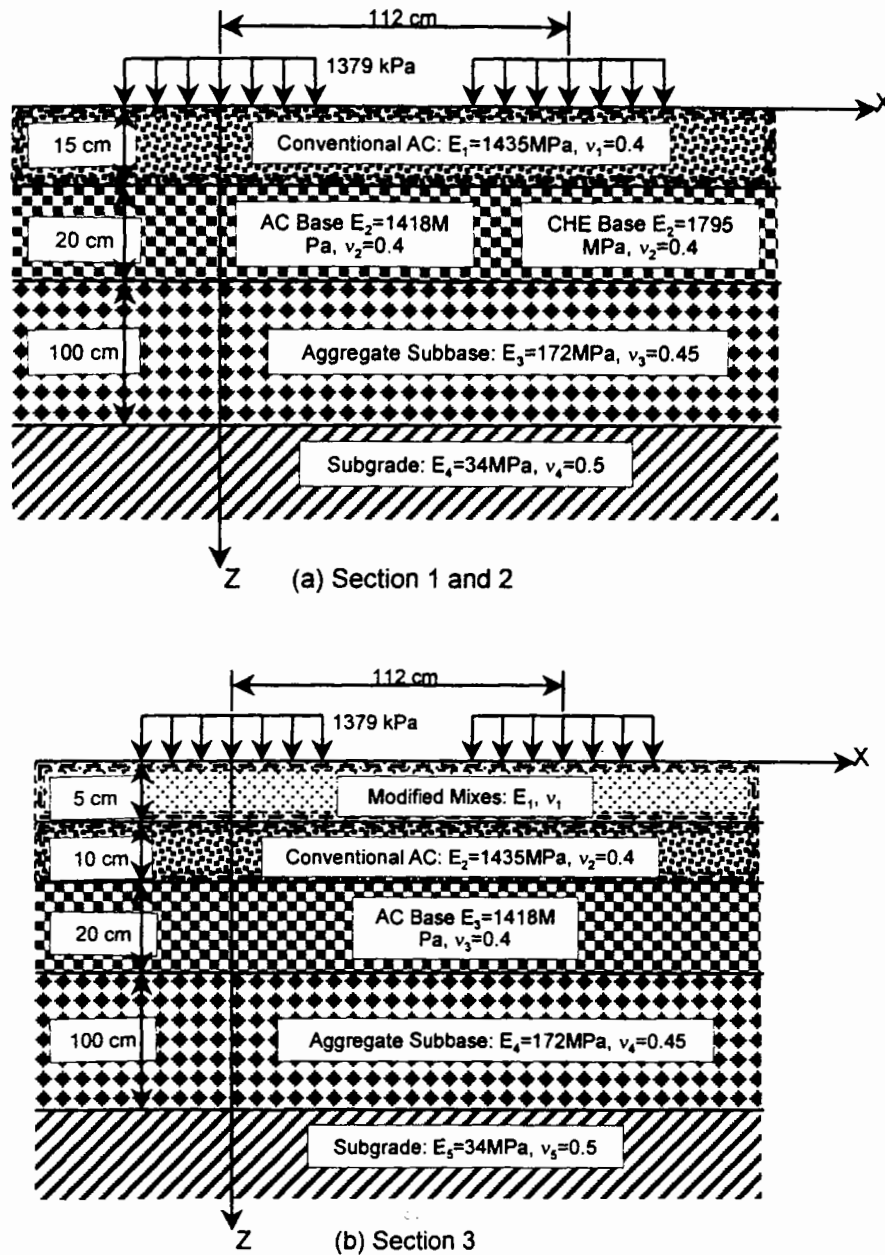 112 cm
1379 kPa
X
15 cm
Conventional AC: E₁=1435MPa, ν₁=0.4
20 cm
AC Base E₂=1418M
Pa, ν₂=0.4
CHE Base E₂=1795
MPa, ν₂=0.4
100 cm
Aggregate Subbase: E₃=172MPa, ν₃=0.45
Subgrade: E₄=34MPa, ν₄=0.5
Z
(a) Section 1 and 2
112 cm
1379 kPa
X
5 cm
Modified Mixes: E₁, ν₁
10 cm
Conventional AC: E₂=1435MPa, ν₂=0.4
20 cm
AC Base E₃=1418M
Pa, ν₃=0.4
100 cm
Aggregate Subbase: E₄=172MPa, ν₄=0.45
Subgrade: E₅=34MPa, ν₅=0.5
Z
(b) Section 3